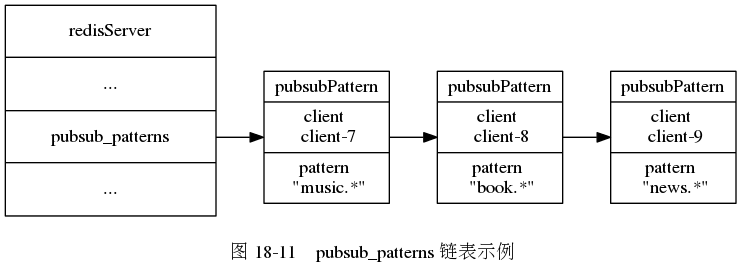 redisServer
...
pubsub_patterns
...
pubsubPattern
client
client-7
pattern
"music.*"
pubsubPattern
client
client-8
pattern
"book.*"
pubsubPattern
client
client-9
pattern
"news.*"
图 18-11 pubsub_patterns 链表示例